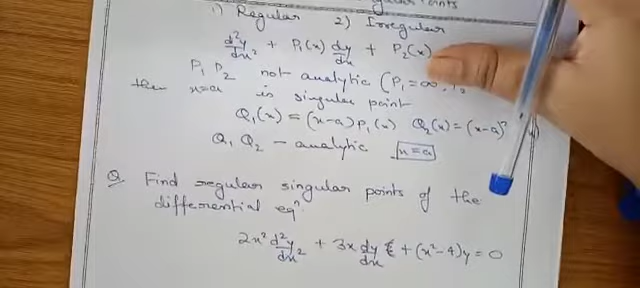 1) Regular 2) Irregular
d²y/dx² + P₁(x) dy/dx + P₂(x)
P₁ P₂ not analytic (P₁ = ∞,
then x=a is singular point
Q₁(x) = (x-a)P₁(x) Q₂(x) = (x-a)²
Q₁ Q₂ - analytic x=a
Q. Find regular singular points of the
differential eqⁿ.
2x² d²y/dx² + 3x dy/dx + (x²-4)y = 0